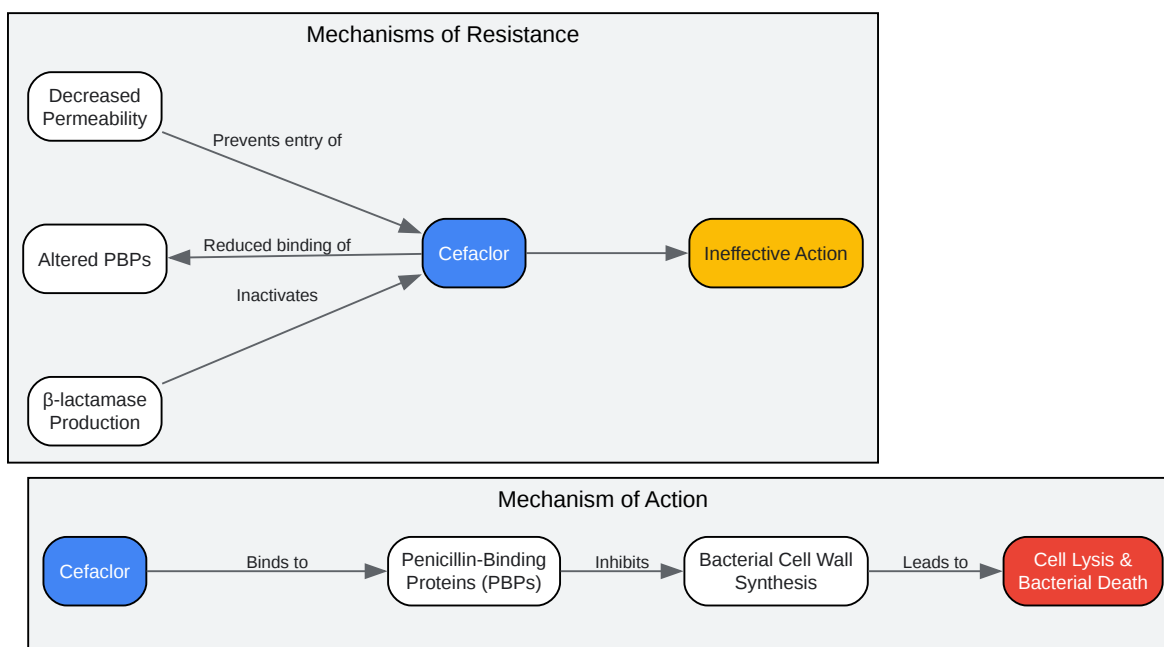 Mechanisms of Resistance
Decreased
Permeability
Prevents entry of
Altered PBPs
Reduced binding of
Cefaclor
Ineffective Action
Inactivates
β-lactamase
Production
Mechanism of Action
Cefaclor
Binds to
Penicillin-Binding
Proteins (PBPs)
Inhibits
Bacterial Cell Wall
Synthesis
Leads to
Cell Lysis &
Bacterial Death